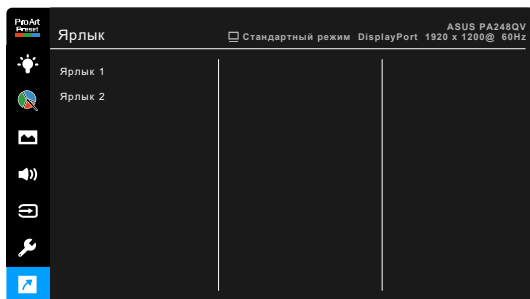 ProArt
Preset
Ярлык
ASUS PA248QV
Стандартный режим DisplayPort 1920 x 1200@ 60Hz
Ярлык 1
Ярлык 2